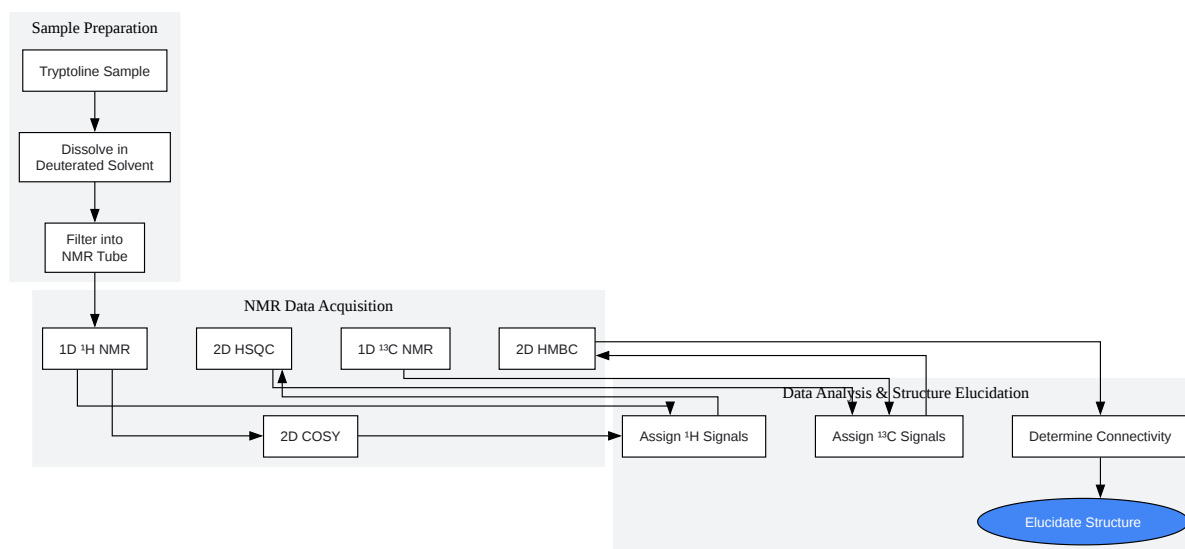 Sample Preparation
Tryptoline Sample
Dissolve in
Deuterated Solvent
Filter into
NMR Tube
NMR Data Acquisition
1D ¹H NMR
2D HSQC
1D ¹³C NMR
2D HMBC
2D COSY
Data Analysis & Structure Elucidation
Assign ¹H Signals
Assign ¹³C Signals
Determine Connectivity
Elucidate Structure